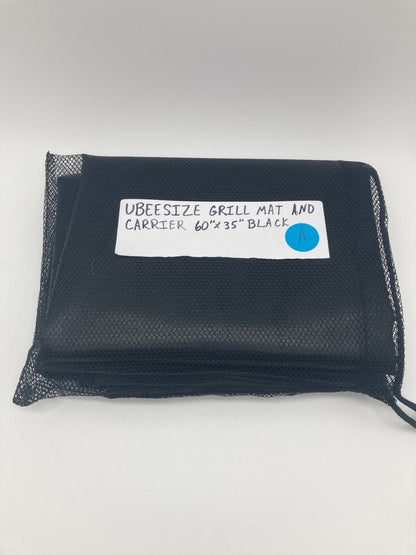 UBEESIZE GRILL MAT AND
CARRIER 60"x35" BLACK
A